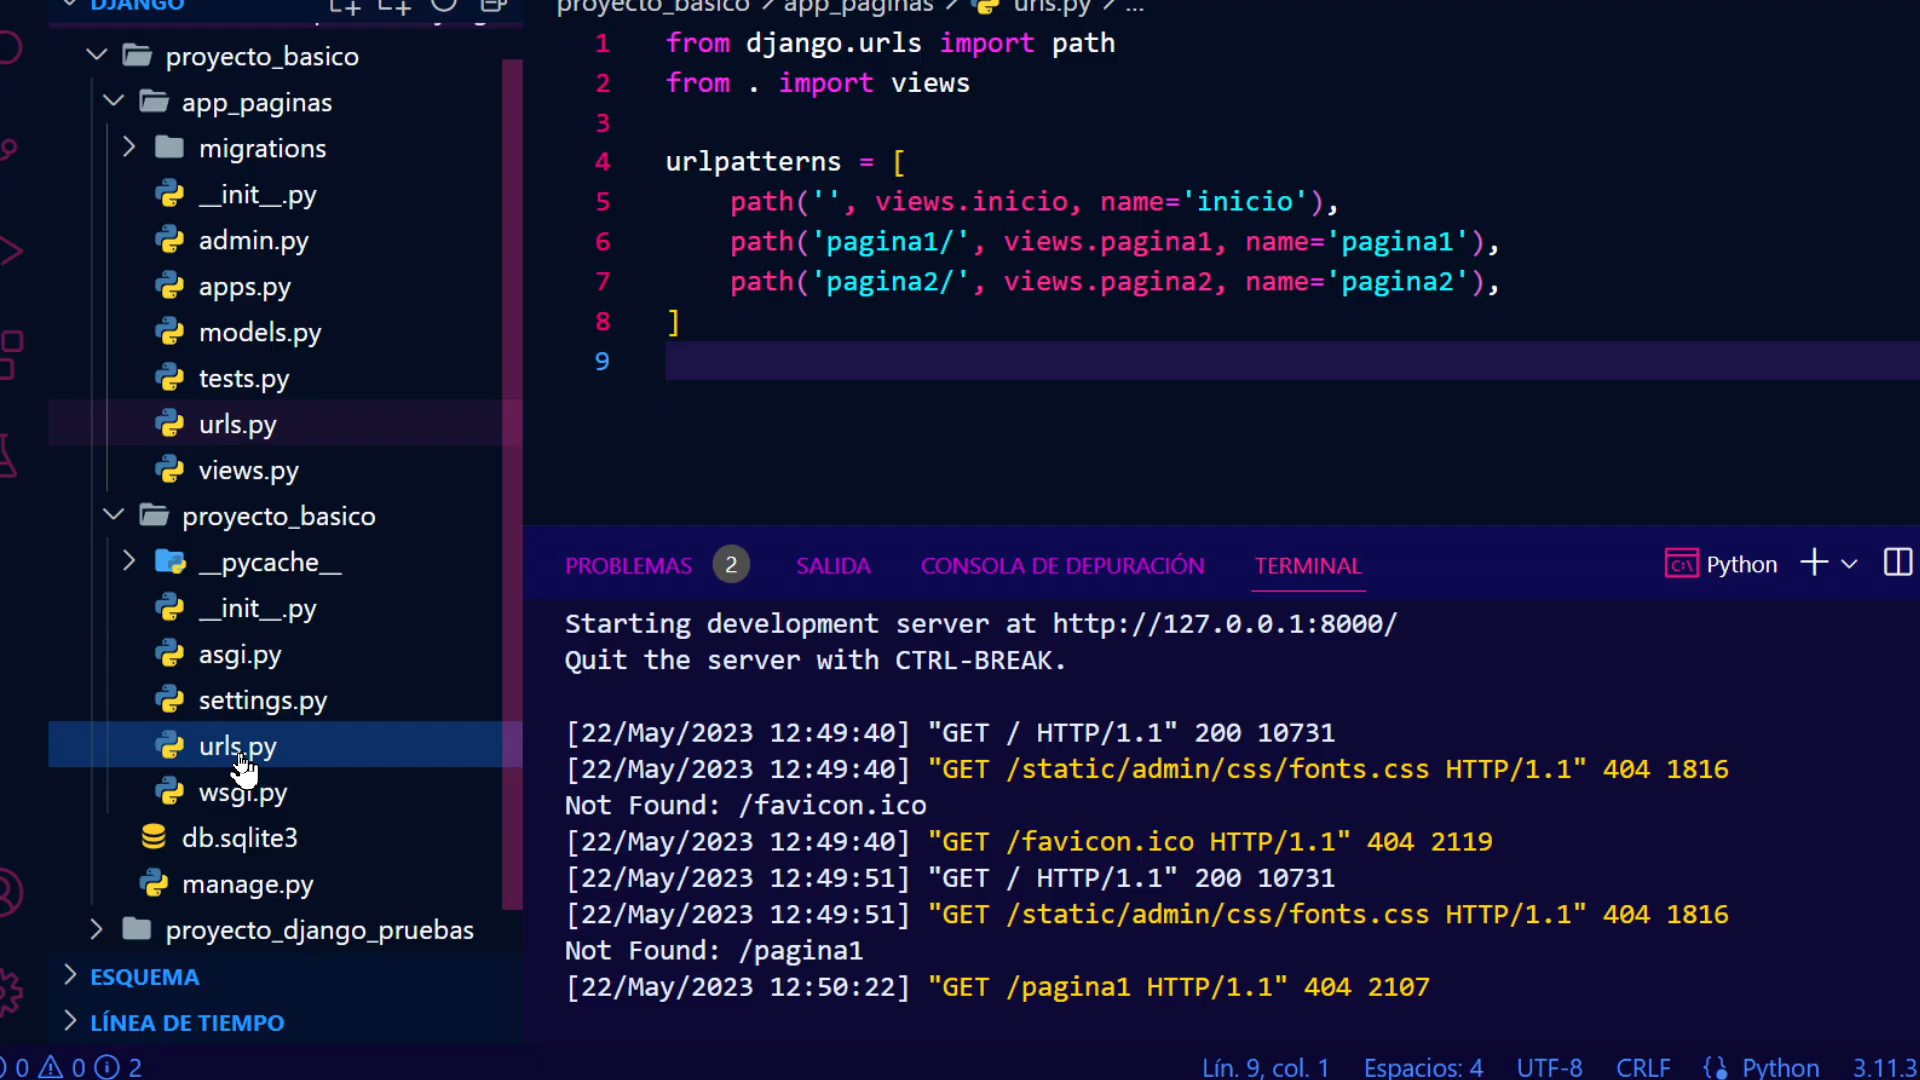 DJANGO
proyecto_basico
app_paginas
migrations
__init__.py
admin.py
apps.py
models.py
tests.py
urls.py
views.py
proyecto_basico
__pycache__
__init__.py
asgi.py
settings.py
urls.py
wsgi.py
db.sqlite3
manage.py
proyecto_django_pruebas
ESQUEMA
LÍNEA DE TIEMPO
proyecto_basico > app_paginas > urls.py > ...
1 from django.urls import path
2 from . import views
3
4 urlpatterns = [
5 path('', views.inicio, name='inicio'),
6 path('pagina1/', views.pagina1, name='pagina1'),
7 path('pagina2/', views.pagina2, name='pagina2'),
8 ]
9
PROBLEMAS 2 SALIDA CONSOLA DE DEPURACIÓN TERMINAL Python
Starting development server at http://127.0.0.1:8000/
Quit the server with CTRL-BREAK.
[22/May/2023 12:49:40] "GET / HTTP/1.1" 200 10731
[22/May/2023 12:49:40] "GET /static/admin/css/fonts.css HTTP/1.1" 404 1816
Not Found: /favicon.ico
[22/May/2023 12:49:40] "GET /favicon.ico HTTP/1.1" 404 2119
[22/May/2023 12:49:51] "GET / HTTP/1.1" 200 10731
[22/May/2023 12:49:51] "GET /static/admin/css/fonts.css HTTP/1.1" 404 1816
Not Found: /pagina1
[22/May/2023 12:50:22] "GET /pagina1 HTTP/1.1" 404 2107
0 0 2 Lín. 9, col. 1 Espacios: 4 UTF-8 CRLF Python 3.11.3